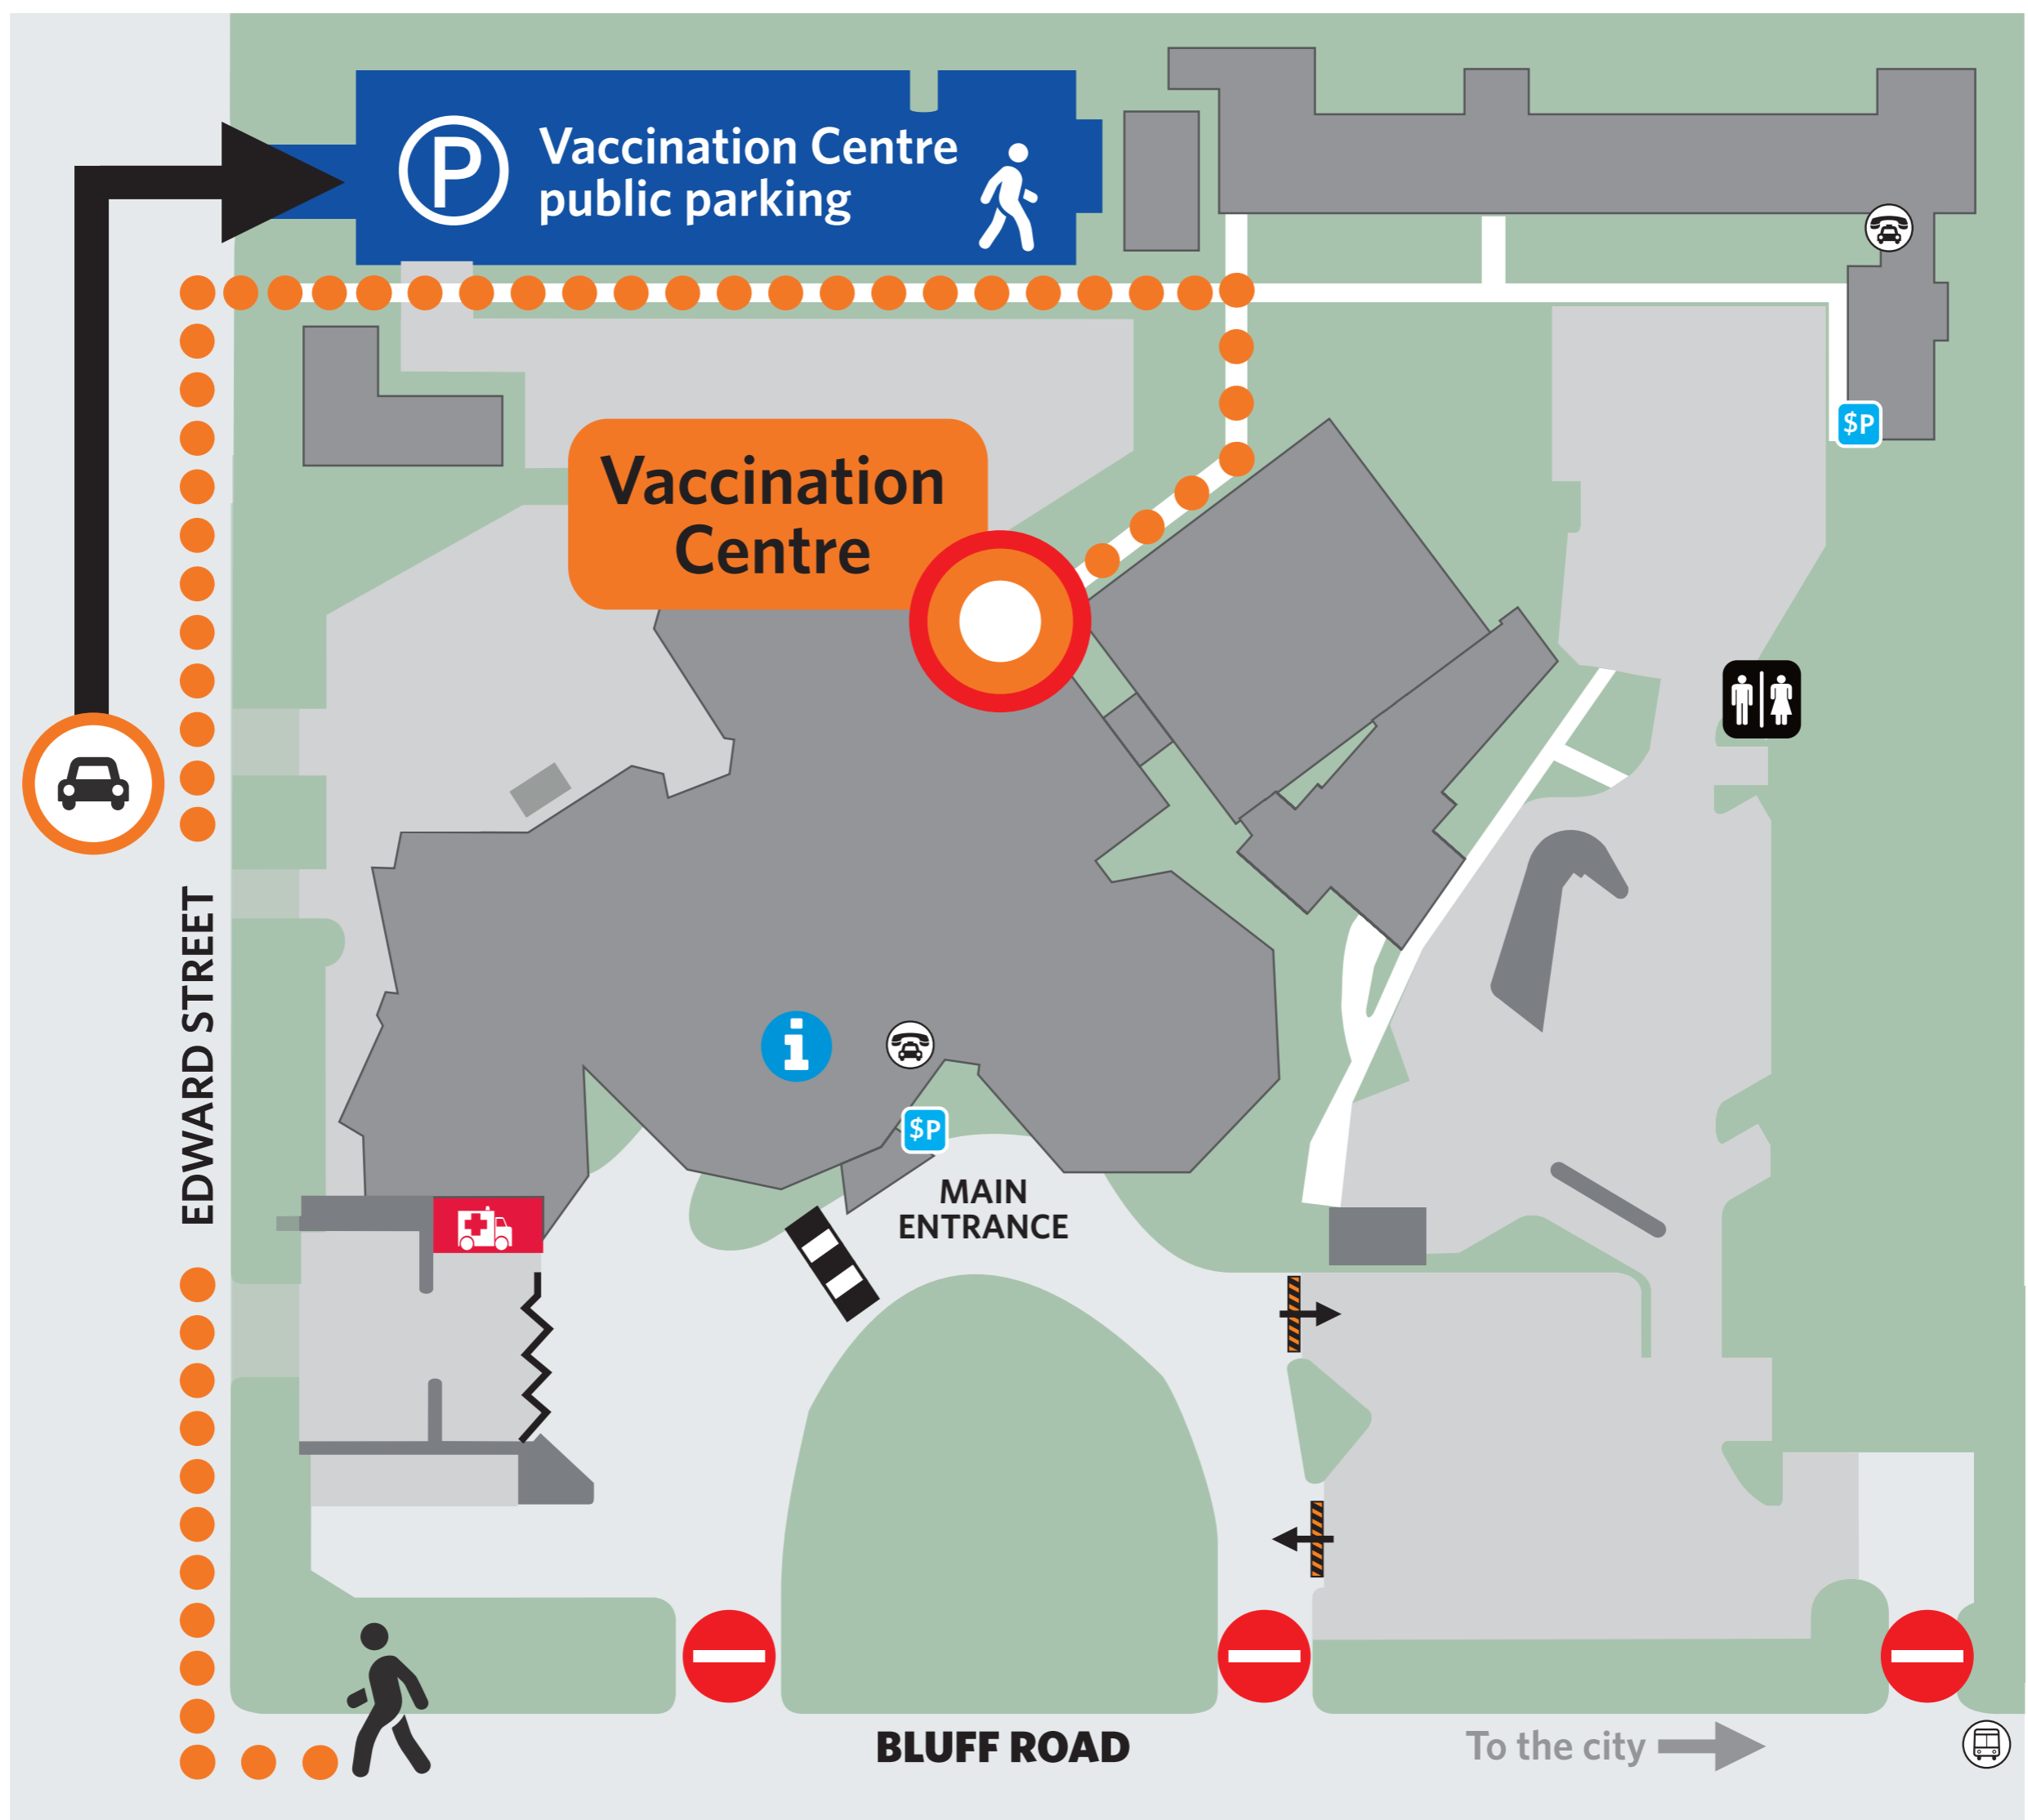 P
Vaccination Centre
public parking
Vaccination
Centre
$P
EDWARD STREET
i
$P
MAIN
ENTRANCE
BLUFF ROAD
To the city